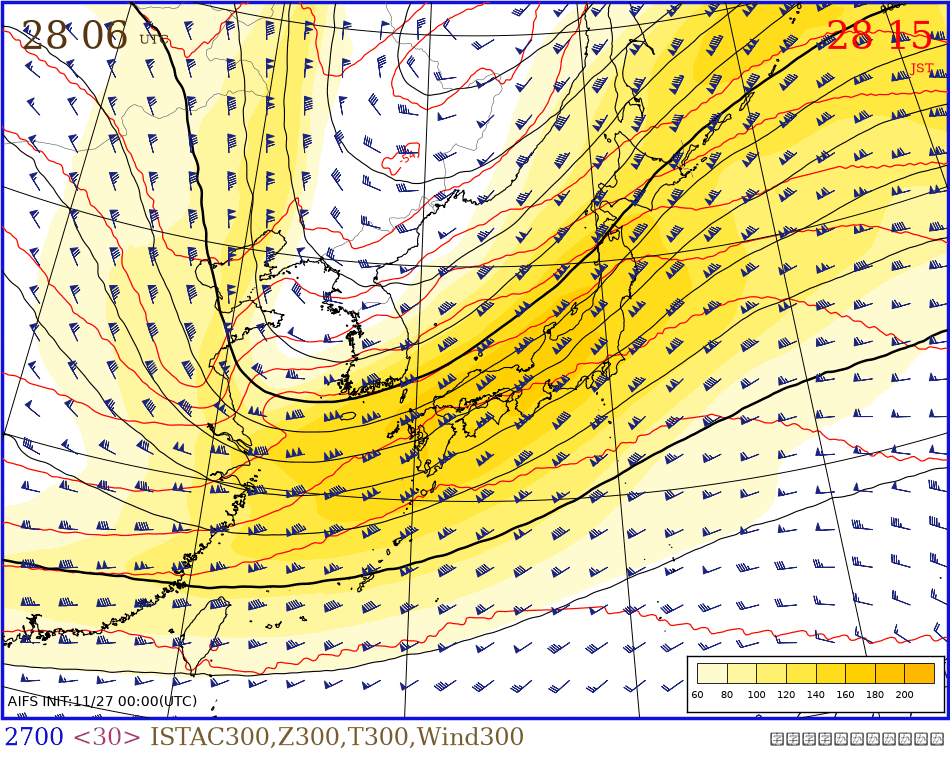 28 06 UTC
28 15
JST
-54
60 80 100 120 140 160 180 200
AIFS INIT:11/27 00:00(UTC)
2700 <30> ISTAC300,Z300,T300,Wind300